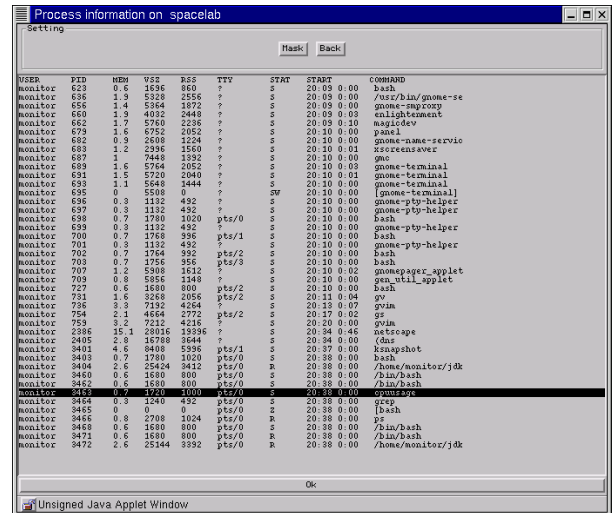 Process information on spacelab
Setting
Mask Back
USER PID MEM VSZ RSS TTY STAT START COMMAND
monitor 623 0.6 1696 860 ? S 20:09 0:00 bash
monitor 636 1.9 5328 2556 ? S 20:09 0:00 /usr/bin/gnome-se
monitor 656 1.4 5364 1872 ? S 20:09 0:00 gnome-smproxy
monitor 660 1.9 4032 2448 ? S 20:09 0:03 enlightenment
monitor 662 1.7 5760 2236 ? S 20:09 0:10 magicdev
monitor 679 1.6 6752 2052 ? S 20:10 0:00 panel
monitor 682 0.9 2608 1224 ? S 20:10 0:00 gnome-name-servic
monitor 683 1.2 2996 1560 ? S 20:10 0:01 xscreensaver
monitor 687 1 7448 1392 ? S 20:10 0:00 gmc
monitor 689 1.6 5764 2052 ? S 20:10 0:03 gnome-terminal
monitor 691 1.5 5720 2040 ? S 20:10 0:01 gnome-terminal
monitor 693 1.1 5648 1444 ? S 20:10 0:00 gnome-terminal
monitor 695 0 5508 0 ? SW 20:10 0:00 [gnome-terminal]
monitor 696 0.3 1132 492 ? S 20:10 0:00 gnome-pty-helper
monitor 697 0.3 1132 492 ? S 20:10 0:00 gnome-pty-helper
monitor 698 0.7 1780 1020 pts/0 S 20:10 0:00 bash
monitor 699 0.3 1132 492 ? S 20:10 0:00 gnome-pty-helper
monitor 700 0.7 1768 996 pts/1 S 20:10 0:00 bash
monitor 701 0.3 1132 492 ? S 20:10 0:00 gnome-pty-helper
monitor 702 0.7 1764 992 pts/2 S 20:10 0:00 bash
monitor 703 0.7 1756 956 pts/3 S 20:10 0:00 bash
monitor 707 1.2 5908 1612 ? S 20:10 0:02 gnomepager_applet
monitor 709 0.8 5856 1148 ? S 20:10 0:00 gen_util_applet
monitor 727 0.6 1680 800 pts/2 S 20:10 0:00 bash
monitor 731 1.6 3268 2056 pts/2 S 20:11 0:04 gv
monitor 736 3.3 7192 4264 ? S 20:13 0:07 gvim
monitor 754 2.1 4664 2772 pts/2 S 20:17 0:02 gs
monitor 759 3.2 7212 4216 ? S 20:20 0:00 gvim
monitor 2386 15.1 28016 19396 ? S 20:34 0:46 netscape
monitor 2405 2.8 16788 3644 ? S 20:34 0:00 (dns
monitor 3401 4.6 8408 5996 pts/1 S 20:37 0:00 ksnapshot
monitor 3403 0.7 1780 1020 pts/0 S 20:38 0:00 bash
monitor 3404 2.6 25424 3412 pts/0 R 20:38 0:00 /home/monitor/jdk
monitor 3460 0.6 1680 800 pts/0 S 20:38 0:00 /bin/bash
monitor 3462 0.6 1680 800 pts/0 S 20:38 0:00 /bin/bash
monitor 3463 0.7 1720 1000 pts/0 S 20:38 0:00 cpuusage
monitor 3464 0.3 1240 492 pts/0 S 20:38 0:00 grep
monitor 3465 0 0 0 pts/0 Z 20:38 0:00 [bash
monitor 3466 0.8 2708 1024 pts/0 R 20:38 0:00 ps
monitor 3468 0.6 1680 800 pts/0 S 20:38 0:00 /bin/bash
monitor 3471 0.6 1680 800 pts/0 R 20:38 0:00 /bin/bash
monitor 3472 2.6 25144 3392 pts/0 R 20:38 0:00 /home/monitor/jdk
Ok
Unsigned Java Applet Window